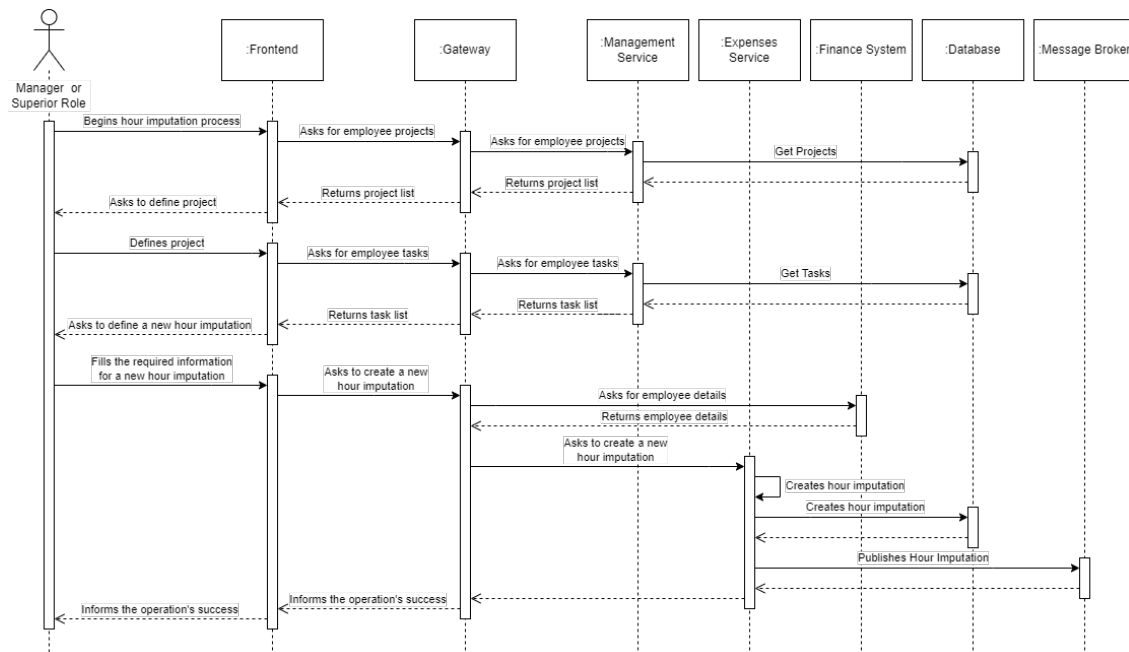 :Frontend
:Gateway
:Management
Service
:Expenses
Service
:Finance System
:Database
:Message Broker
Manager or
Superior Role
Begins hour imputation process
Asks for employee projects
Asks for employee projects
Get Projects
Returns project list
Returns project list
Asks to define project
Defines project
Asks for employee tasks
Asks for employee tasks
Get Tasks
Returns task list
Returns task list
Asks to define a new hour imputation
Fills the required information
for a new hour imputation
Asks to create a new
hour imputation
Asks for employee details
Returns employee details
Asks to create a new
hour imputation
Creates hour imputation
Creates hour imputation
Publishes Hour Imputation
Informs the operation's success
Informs the operation's success